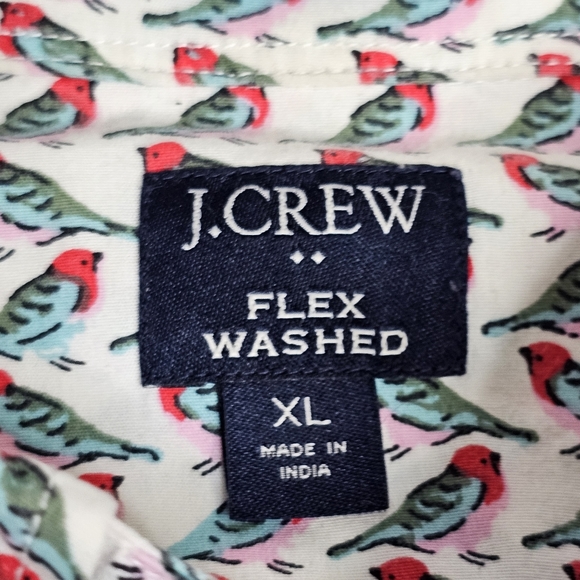 J.CREW
FLEX
WASHED
XL
MADE IN
INDIA